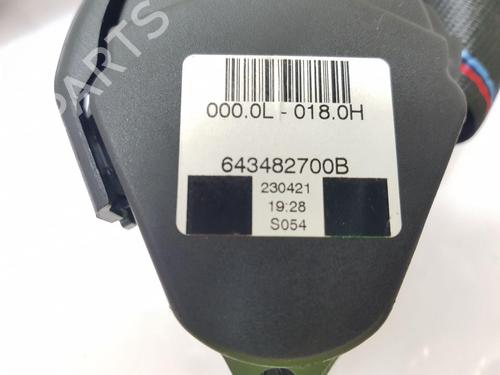 000.0L - 018.0H
643482700B
230421
19:28
S054
PARTS